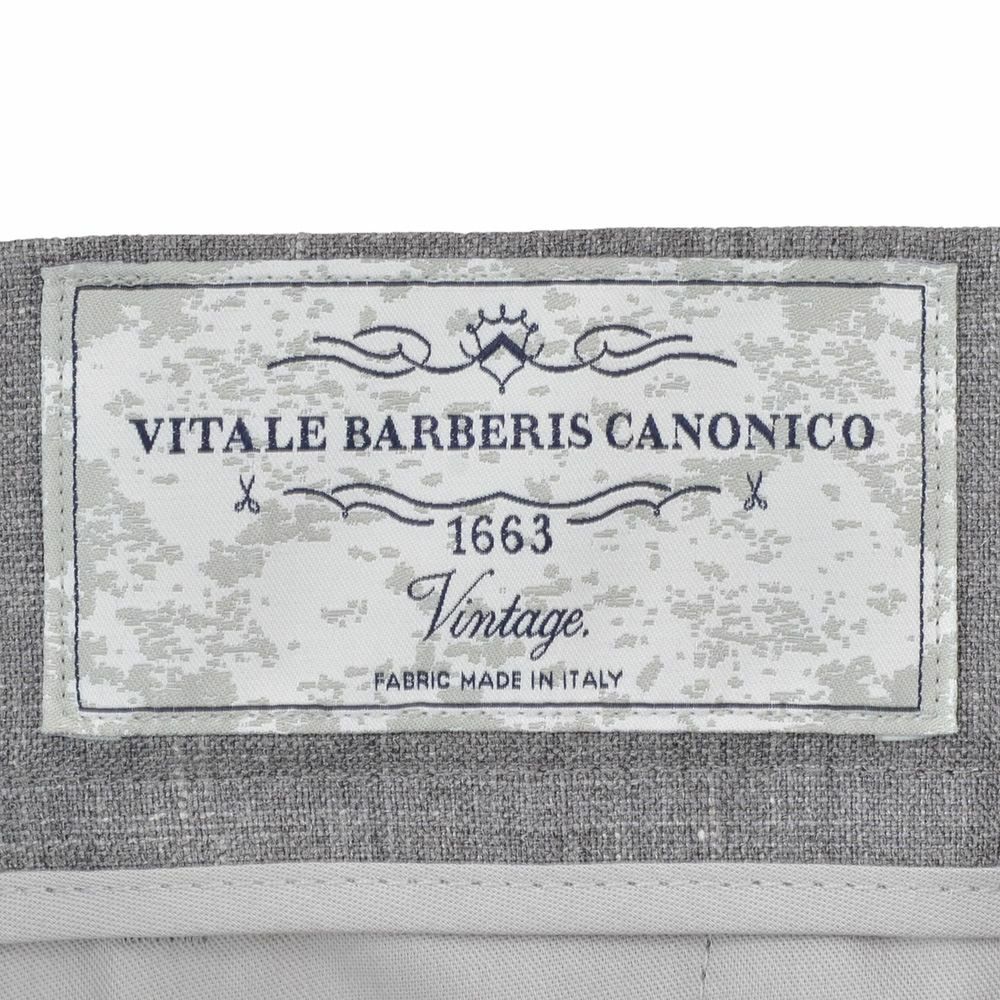 VITALE BARBERIS CANONICO
1663
Vintage.
FABRIC MADE IN ITALY